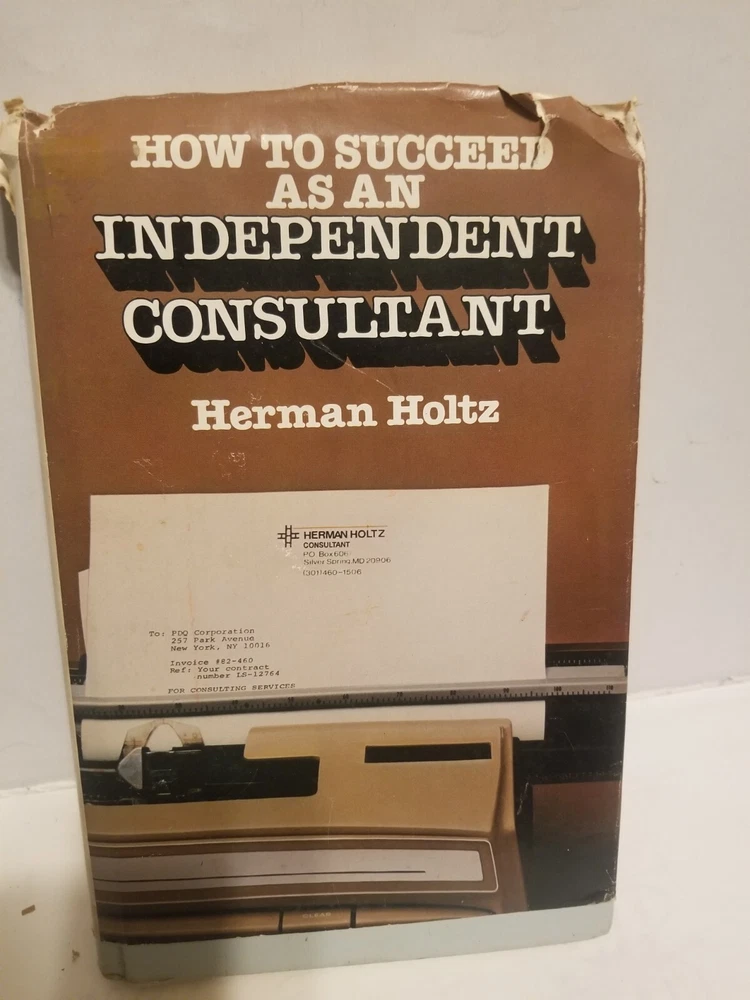 HOW TO SUCCEED
AS AN
INDEPENDENT
CONSULTANT
Herman Holtz
HERMAN HOLTZ
CONSULTANT
P.O. Box 606
Silver Spring, MD 20906
(301) 460-1506
To: PDQ Corporation
257 Park Avenue
New York, NY 10016
Invoice #82-460
Ref: Your contract
number LS-12764
FOR CONSULTING SERVICES
CLEAR